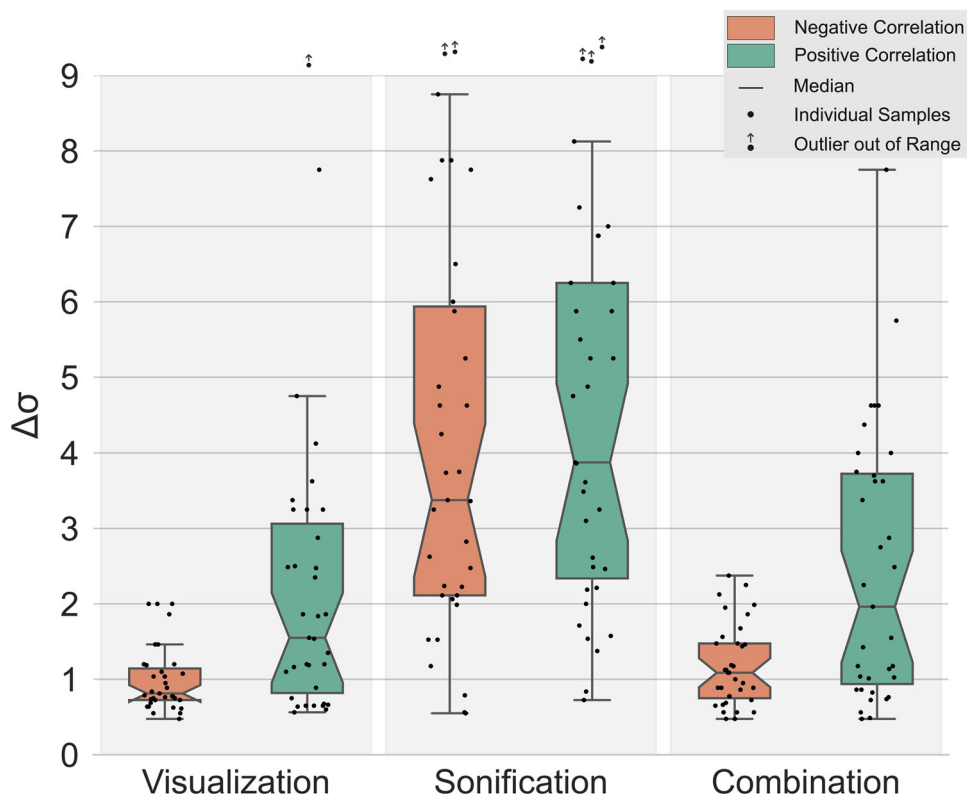 Negative Correlation
Positive Correlation
Median
Individual Samples
Outlier out of Range
9
8
7
6
5
4
3
2
1
0
Δσ
Visualization Sonification Combination